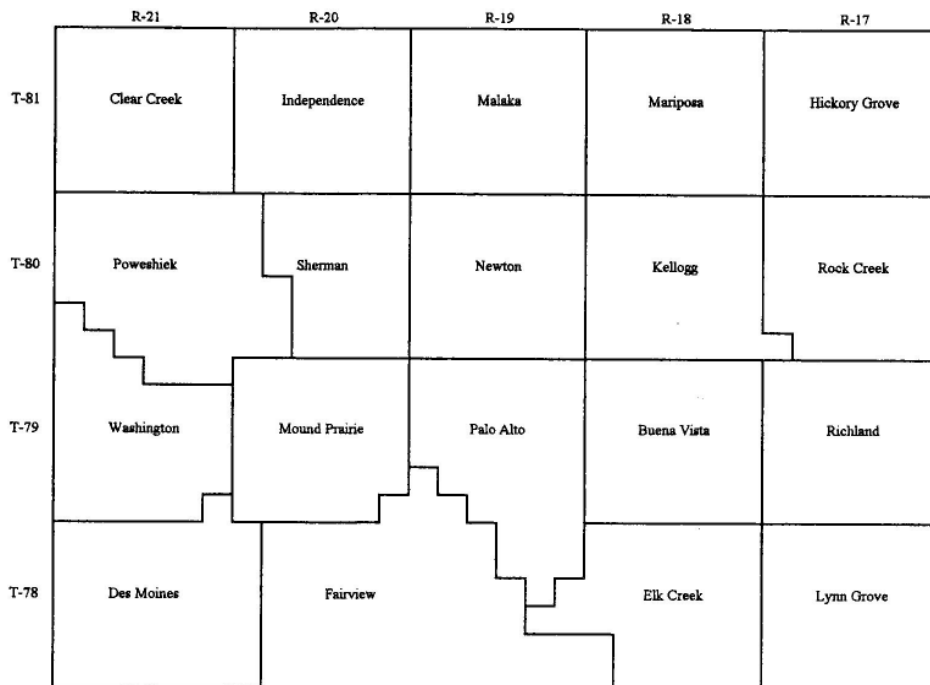 R-21 R-20 R-19 R-18 R-17
T-81 Clear Creek Independence Malaka Mariposa Hickory Grove
T-80 Poweshiek Sherman Newton Kellogg Rock Creek
T-79 Washington Mound Prairie Palo Alto Buena Vista Richland
T-78 Des Moines Fairview Elk Creek Lynn Grove